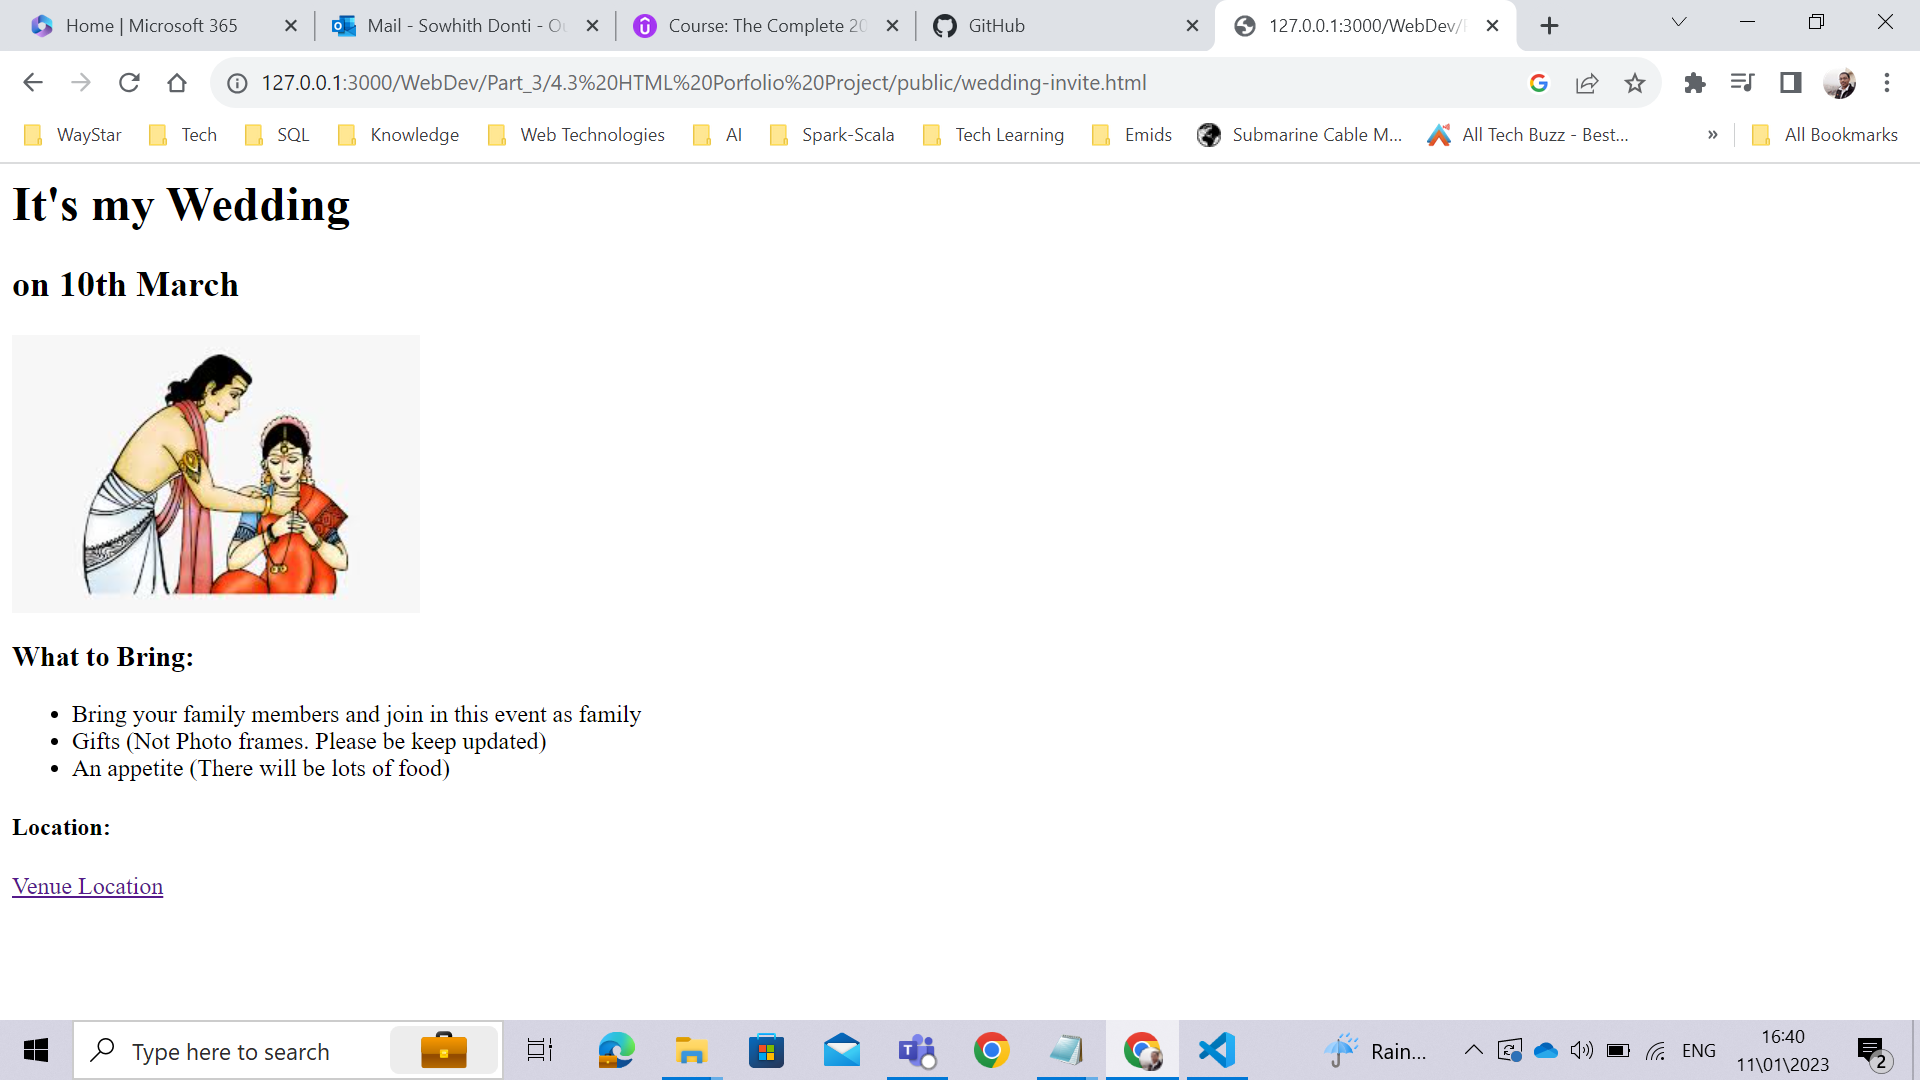 Home | Microsoft 365
Mail - Sowhith Donti - Ou
Course: The Complete 20
GitHub
127.0.0.1:3000/WebDev/
127.0.0.1:3000/WebDev/Part_3/4.3%20HTML%20Porfolio%20Project/public/wedding-invite.html
WayStar
Tech
SQL
Knowledge
Web Technologies
AI
Spark-Scala
Tech Learning
Emids
Submarine Cable M...
All Tech Buzz - Best...
»
All Bookmarks
It's my Wedding
on 10th March
What to Bring:
• Bring your family members and join in this event as family
• Gifts (Not Photo frames. Please be keep updated)
• An appetite (There will be lots of food)
Location:
Venue Location
Type here to search
Rain...
ENG
16:40
11\01\2023
2